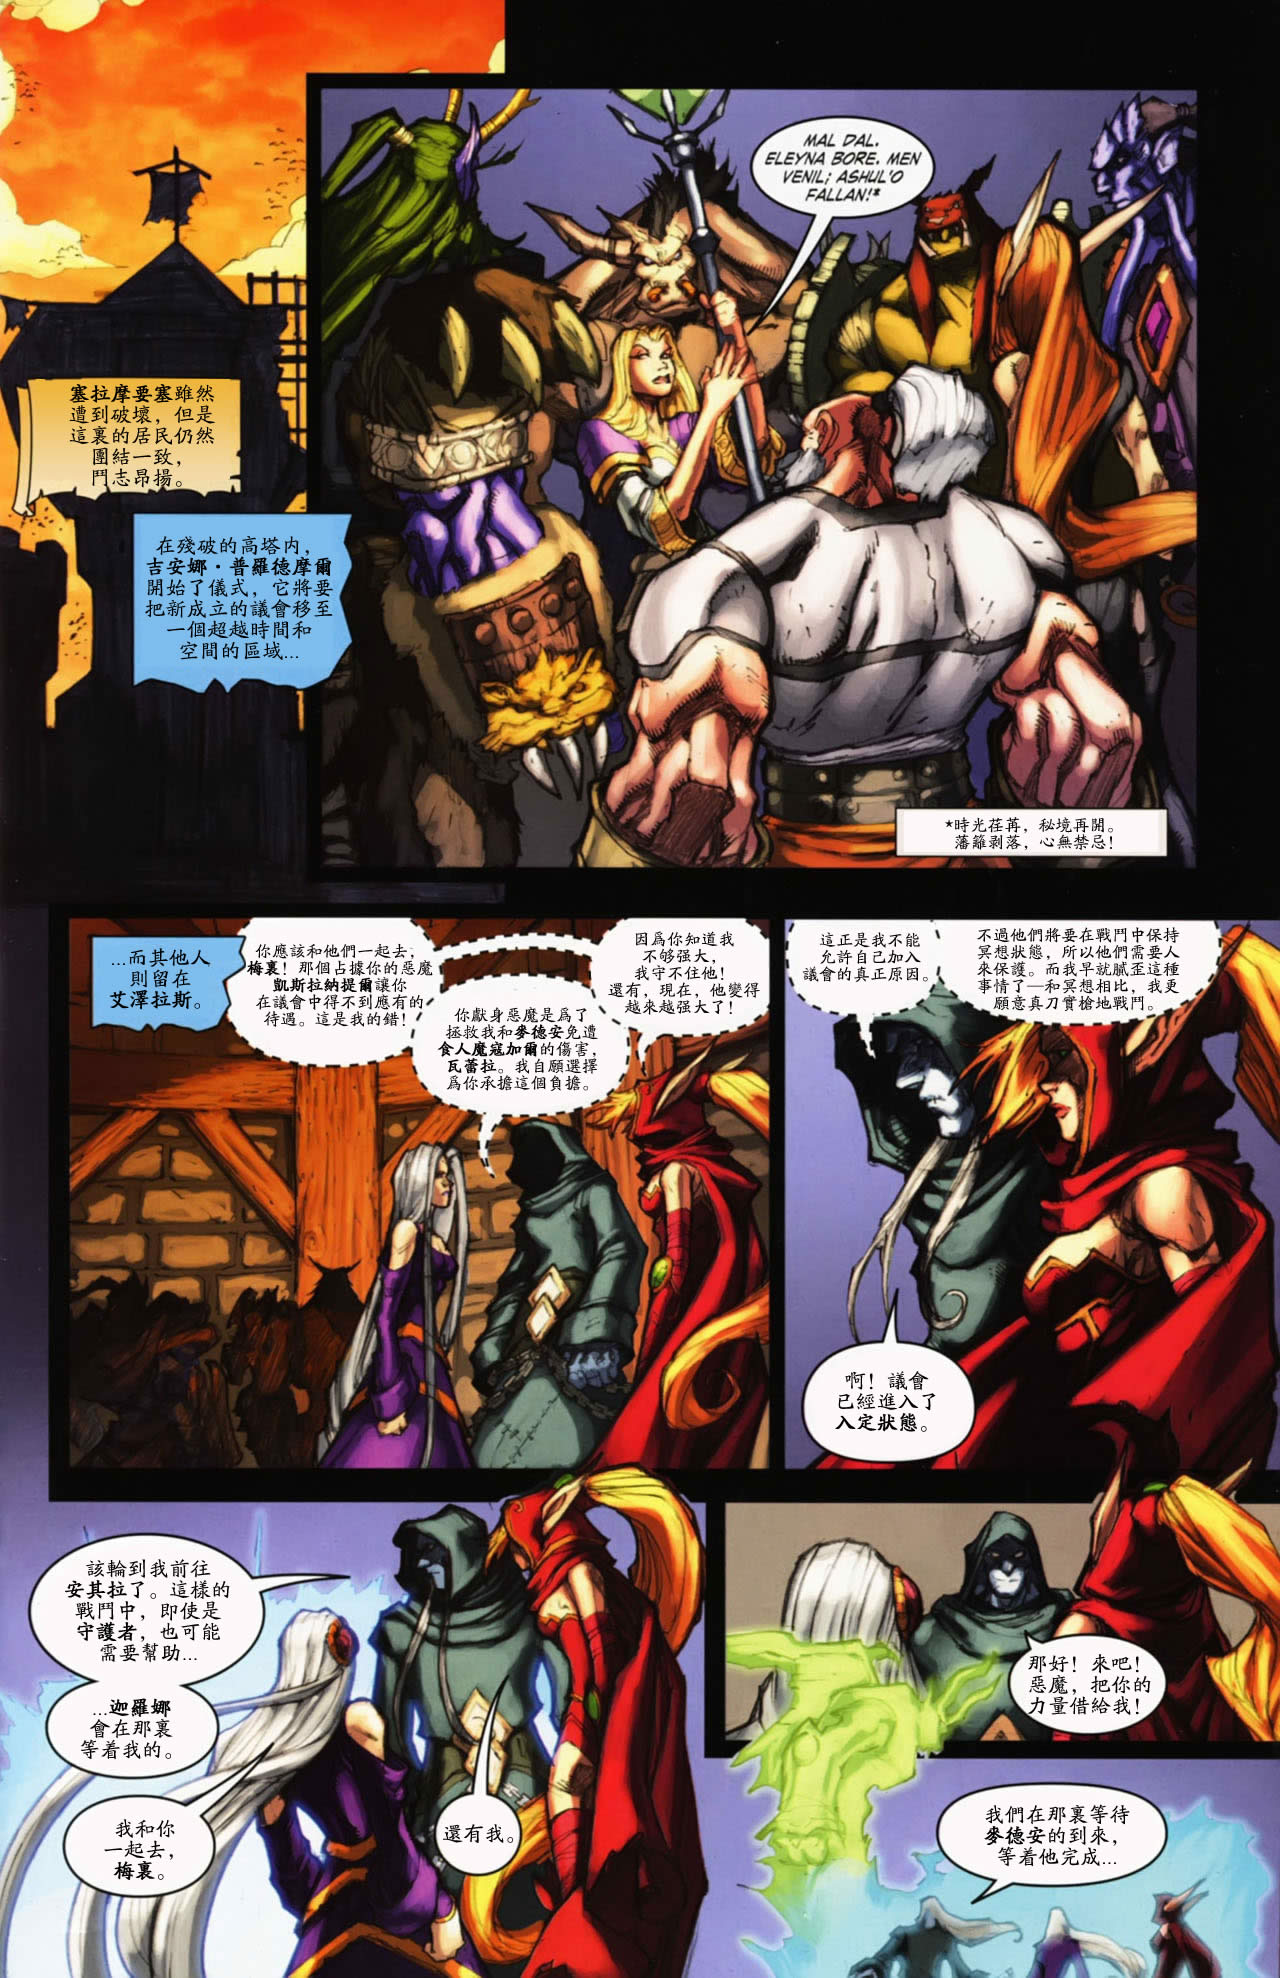 塞拉摩要塞雖然
遭到破壞，但是
這裏的居民仍然
團結一致，
鬥志昂揚。
在殘破的高塔内，
吉安娜·普羅德摩爾
開始了儀式，它將要
把新成立的議會移至
一個超越時間和
空間的區域...
MAL DAL.
ELEYNA BORE. MEN
VENIL; ASHUL'O
FALLAN!*
*時光荏苒，秘境再開。
藩籬剥落，心無禁忌！
...而其他人
則留在
艾澤拉斯。
你應該和他們一起去，
梅裏！那個占據你的惡魔
凱斯拉納提爾讓你
在議會中得不到應有的
待遇。這是我的錯！
你獻身惡魔是爲了
拯救我和麥德安免遭
食人魔寇加爾的傷害，
瓦蕾拉。我自願選擇
爲你承擔這個負擔。
因爲你知道我
不够强大，
我守不住他！
還有，現在，他變得
越來越强大了！
這正是我不能
允許自己加入
議會的真正原因。
不過他們將要在戰鬥中保持
冥想狀態，所以他們需要人
來保護。而我早就膩歪這種
事情了—和冥想相比，我更
願意真刀實槍地戰鬥。
啊！議會
已經進入了
入定狀態。
該輪到我前往
安其拉了。這樣的
戰鬥中，即使是
守護者，也可能
需要幫助...
...迦羅娜
會在那裏
等着我的。
我和你
一起去，
梅裏。
還有我。
那好！來吧！
惡魔，把你的
力量借給我！
我們在那裏等待
麥德安的到來，
等着他完成...